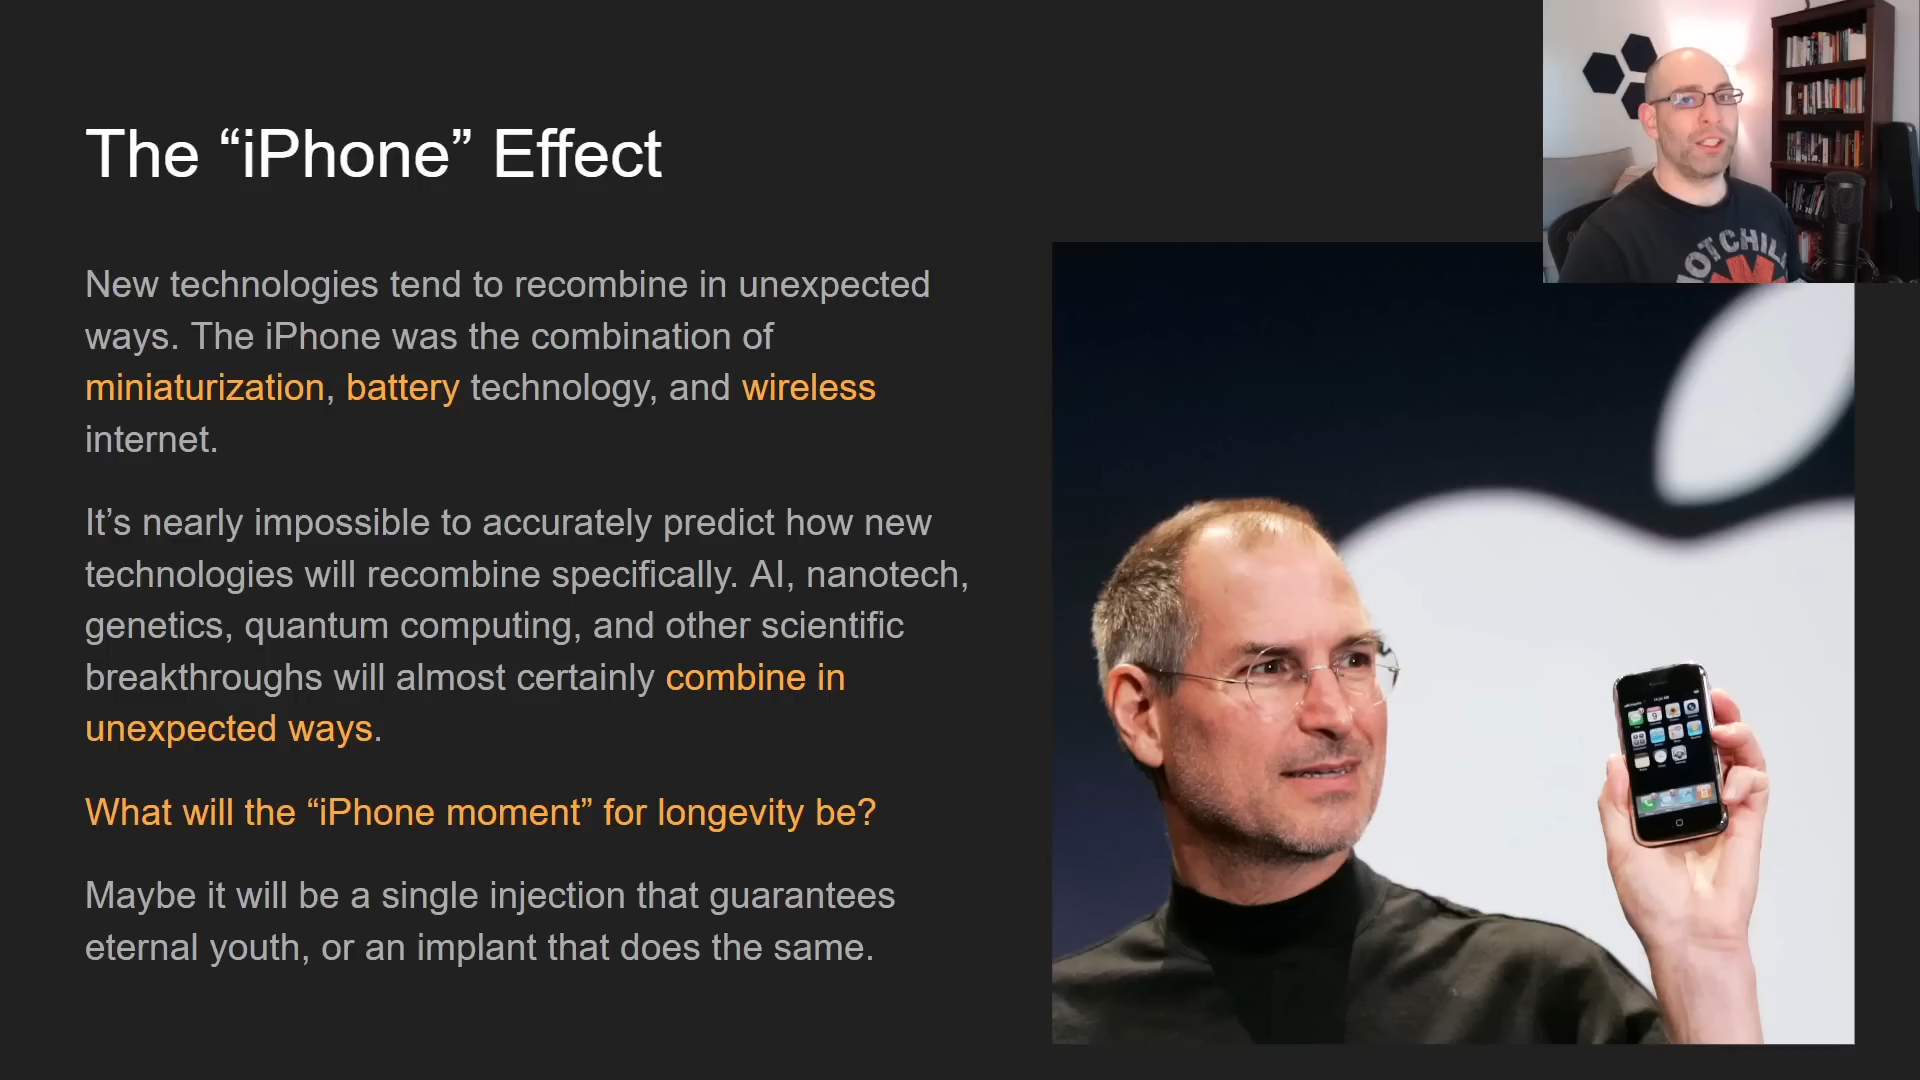 The “iPhone” Effect
New technologies tend to recombine in unexpected
ways. The iPhone was the combination of
miniaturization, battery technology, and wireless
internet.
It’s nearly impossible to accurately predict how new
technologies will recombine specifically. AI, nanotech,
genetics, quantum computing, and other scientific
breakthroughs will almost certainly combine in
unexpected ways.
What will the “iPhone moment” for longevity be?
Maybe it will be a single injection that guarantees
eternal youth, or an implant that does the same.